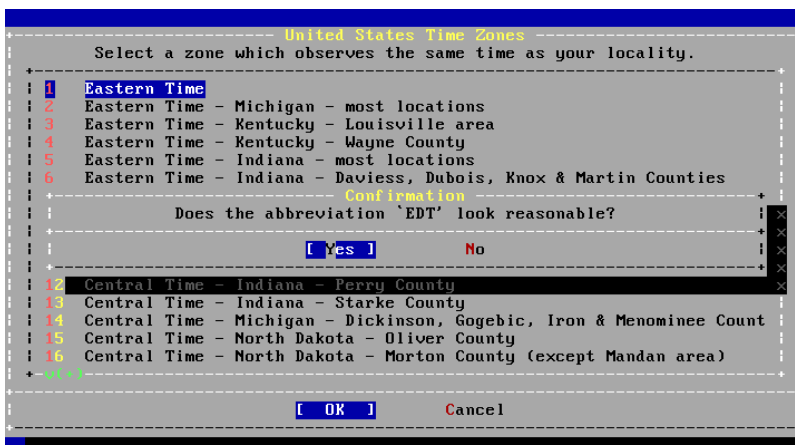 United States Time Zones
Select a zone which observes the same time as your locality.
1 Eastern Time
2 Eastern Time - Michigan - most locations
3 Eastern Time - Kentucky - Louisville area
4 Eastern Time - Kentucky - Wayne County
5 Eastern Time - Indiana - most locations
6 Eastern Time - Indiana - Daviess, Dubois, Knox & Martin Counties
Confirmation
Does the abbreviation `EDT' look reasonable?
[ Yes ] No
12 Central Time - Indiana - Perry County
13 Central Time - Indiana - Starke County
14 Central Time - Michigan - Dickinson, Gogebic, Iron & Menominee Count
15 Central Time - North Dakota - Oliver County
16 Central Time - North Dakota - Morton County (except Mandan area)
v(+)
[ OK ] Cancel